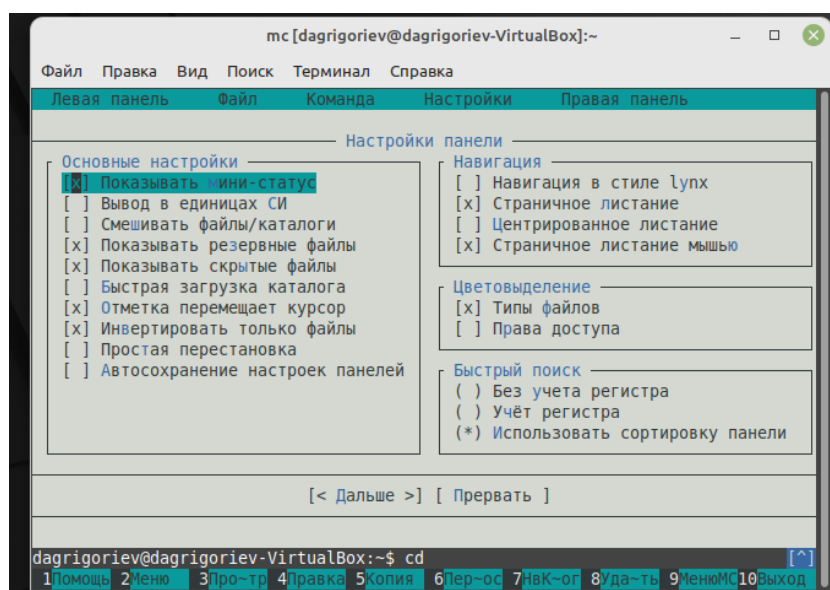 mc [dagrigoriev@dagrigoriev-VirtualBox]:~
Файл Правка Вид Поиск Терминал Справка
Левая панель Файл Команда Настройки Правая панель
Настройки панели
Основные настройки
[x] Показывать мини-статус
[ ] Вывод в единицах СИ
[ ] Смешивать файлы/каталоги
[x] Показывать резервные файлы
[x] Показывать скрытые файлы
[ ] Быстрая загрузка каталога
[x] Отметка перемещает курсор
[x] Инвертировать только файлы
[ ] Простая перестановка
[ ] Автосохранение настроек панелей
Навигация
[ ] Навигация в стиле lynx
[x] Страничное листание
[ ] Центрированное листание
[x] Страничное листание мышью
Цветовыделение
[x] Типы файлов
[ ] Права доступа
Быстрый поиск
( ) Без учета регистра
( ) Учёт регистра
(*) Использовать сортировку панели
[< Дальше >] [ Прервать ]
dagrigoriev@dagrigoriev-VirtualBox:~$ cd [^]
1Помощь 2Меню 3Про~тр 4Правка 5Копия 6Пер~ос 7НвК~ог 8Уда~ть 9МенюMC 10Выход